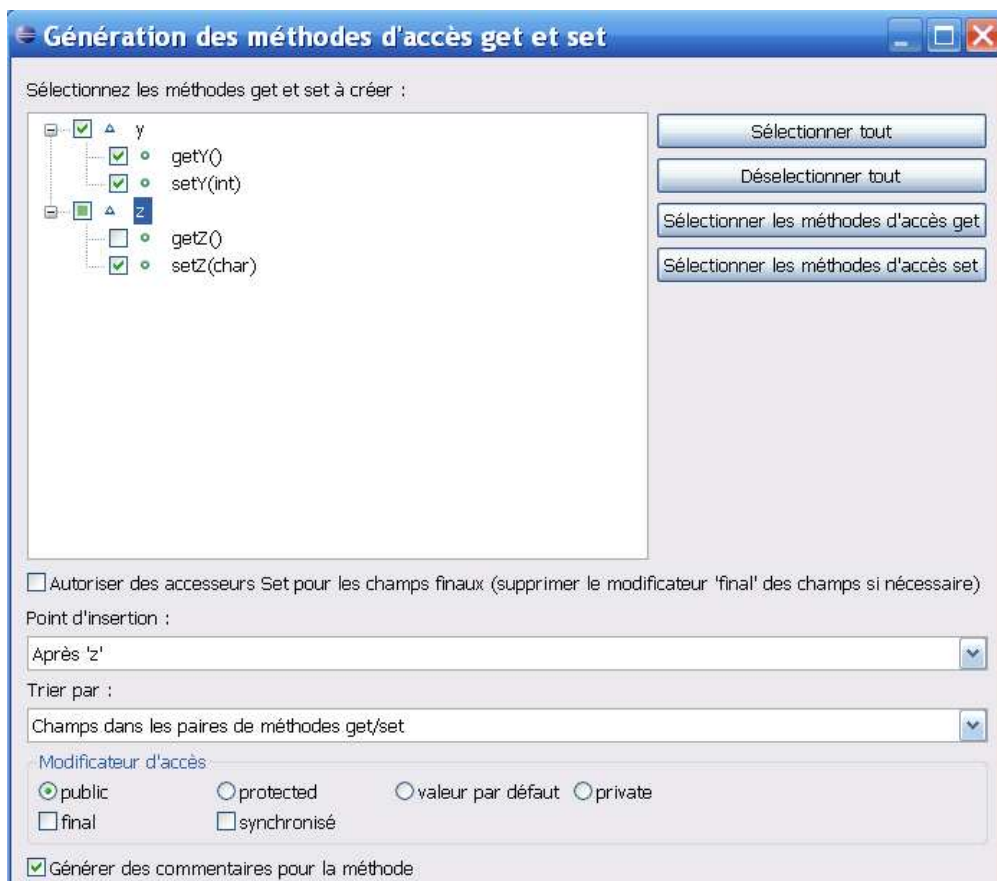 Génération des méthodes d'accès get et set
Sélectionnez les méthodes get et set à créer :
y
getY()
setY(int)
z
getZ()
setZ(char)
Sélectionner tout
Déselectionner tout
Sélectionner les méthodes d'accès get
Sélectionner les méthodes d'accès set
Autoriser des accesseurs Set pour les champs finaux (supprimer le modificateur 'final' des champs si nécessaire)
Point d'insertion :
Après 'z'
Trier par :
Champs dans les paires de méthodes get/set
Modificateur d'accès
public protected valeur par défaut private
final synchronisé
Générer des commentaires pour la méthode